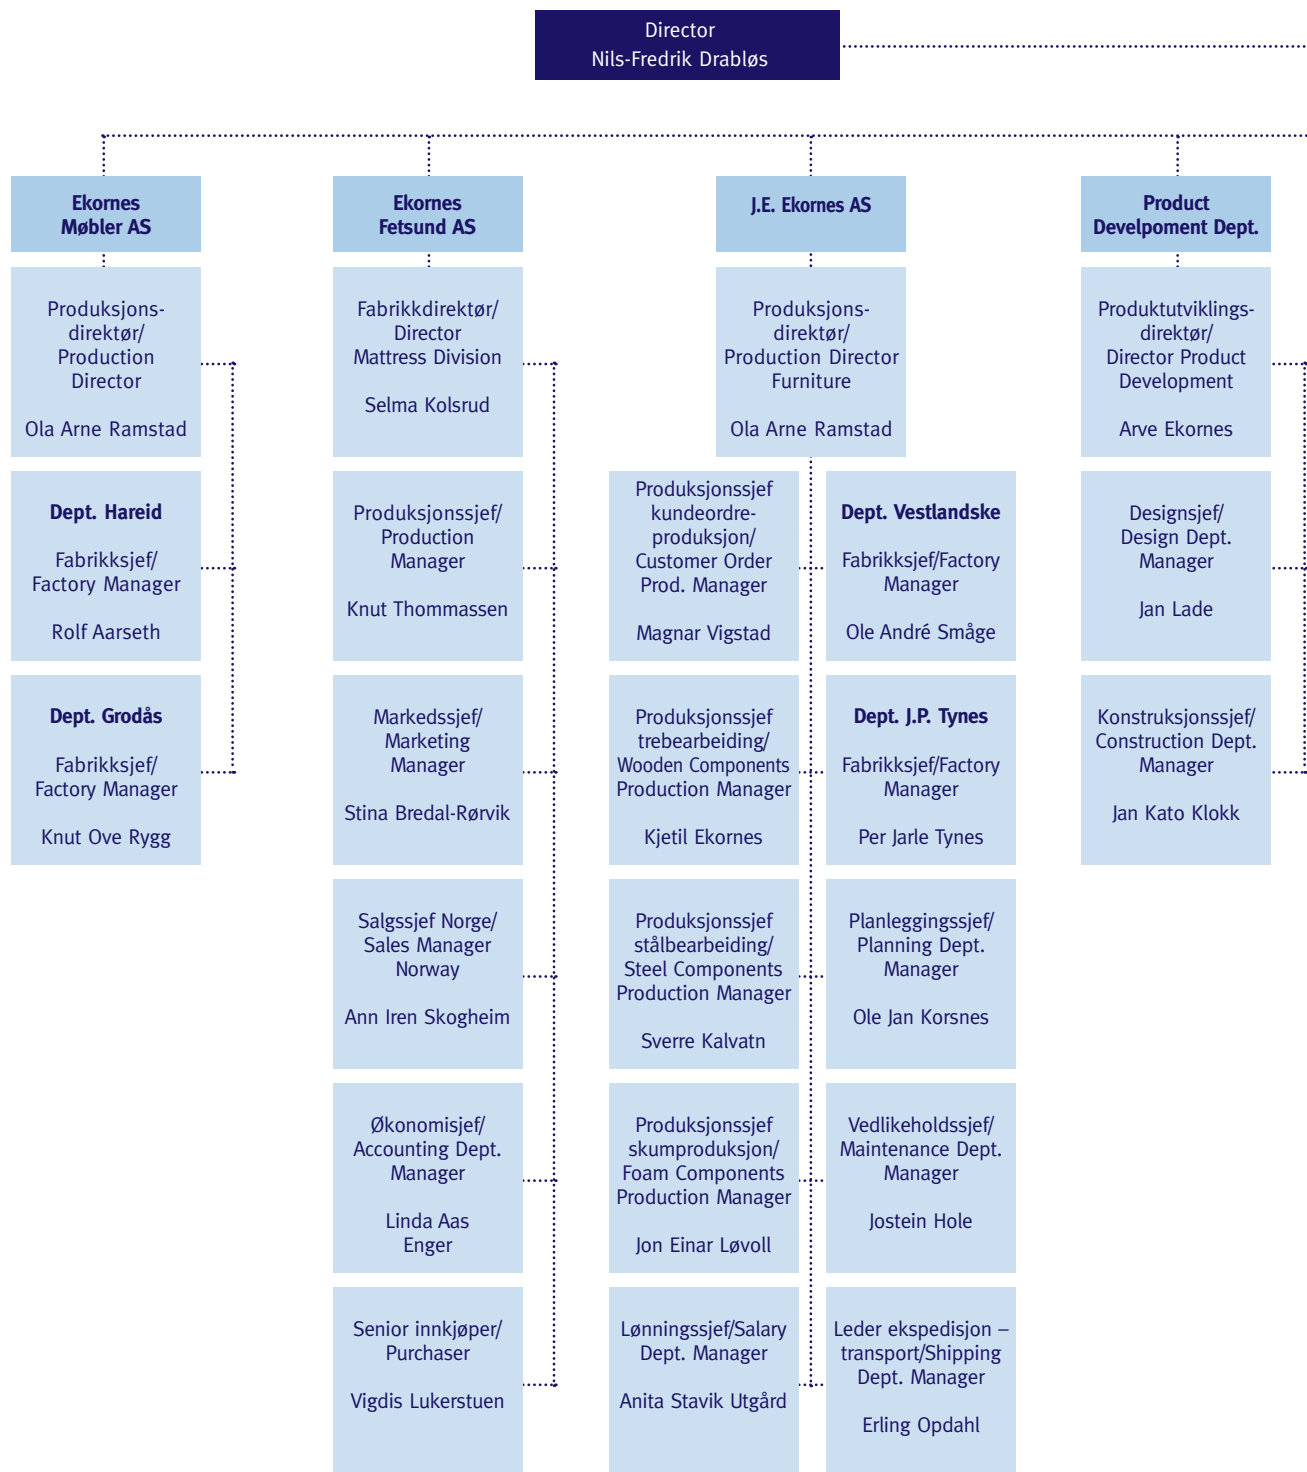 Director
Nils-Fredrik Drabløs
Ekornes
Møbler AS
Produksjons-
direktør/
Production
Director
Ola Arne Ramstad
Dept. Hareid
Fabrikksjef/
Factory Manager
Rolf Aarseth
Dept. Grodås
Fabrikksjef/
Factory Manager
Knut Ove Rygg
Ekornes
Fetsund AS
Fabrikkdirektør/
Director
Mattress Division
Selma Kolsrud
Produksjonssjef/
Production
Manager
Knut Thommassen
Markedssjef/
Marketing
Manager
Stina Bredal-Rørvik
Salgssjef Norge/
Sales Manager
Norway
Ann Iren Skogheim
Økonomisjef/
Accounting Dept.
Manager
Linda Aas
Enger
Senior innkjøper/
Purchaser
Vigdis Lukerstuen
J.E. Ekornes AS
Produksjons-
direktør/
Production Director
Furniture
Ola Arne Ramstad
Produksjonssjef
kundeordre-
produksjon/
Customer Order
Prod. Manager
Magnar Vigstad
Dept. Vestlandske
Fabrikksjef/Factory
Manager
Ole André Småge
Produksjonssjef
trebearbeiding/
Wooden Components
Production Manager
Kjetil Ekornes
Dept. J.P. Tynes
Fabrikksjef/Factory
Manager
Per Jarle Tynes
Produksjonssjef
stålbearbeiding/
Steel Components
Production Manager
Sverre Kalvatn
Planleggingssjef/
Planning Dept.
Manager
Ole Jan Korsnes
Produksjonssjef
skumproduksjon/
Foam Components
Production Manager
Jon Einar Løvoll
Vedlikeholdssjef/
Maintenance Dept.
Manager
Jostein Hole
Lønningssjef/Salary
Dept. Manager
Anita Stavik Utgård
Leder ekspedisjon –
transport/Shipping
Dept. Manager
Erling Opdahl
Product
Develpoment Dept.
Produktutviklings-
direktør/
Director Product
Development
Arve Ekornes
Designsjef/
Design Dept.
Manager
Jan Lade
Konstruksjonssjef/
Construction Dept.
Manager
Jan Kato Klokk